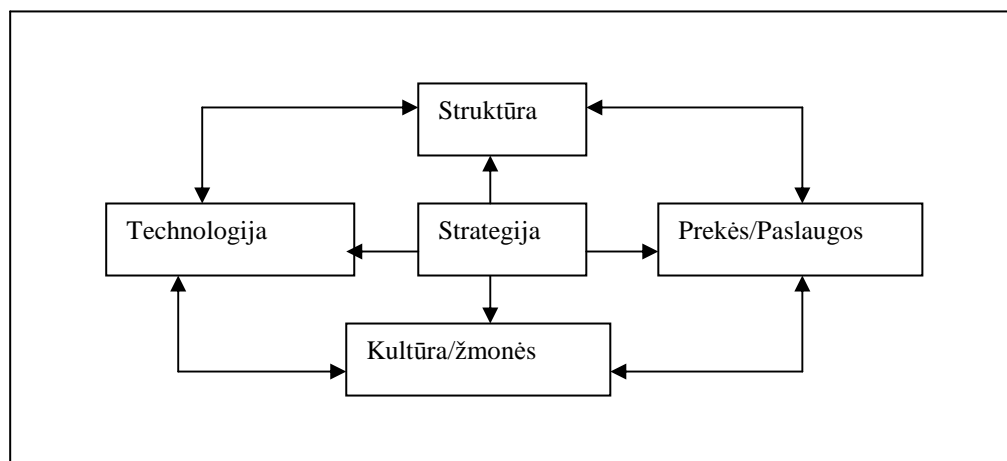 Struktūra
Technologija
Strategija
Prekės/Paslaugos
Kultūra/žmonės